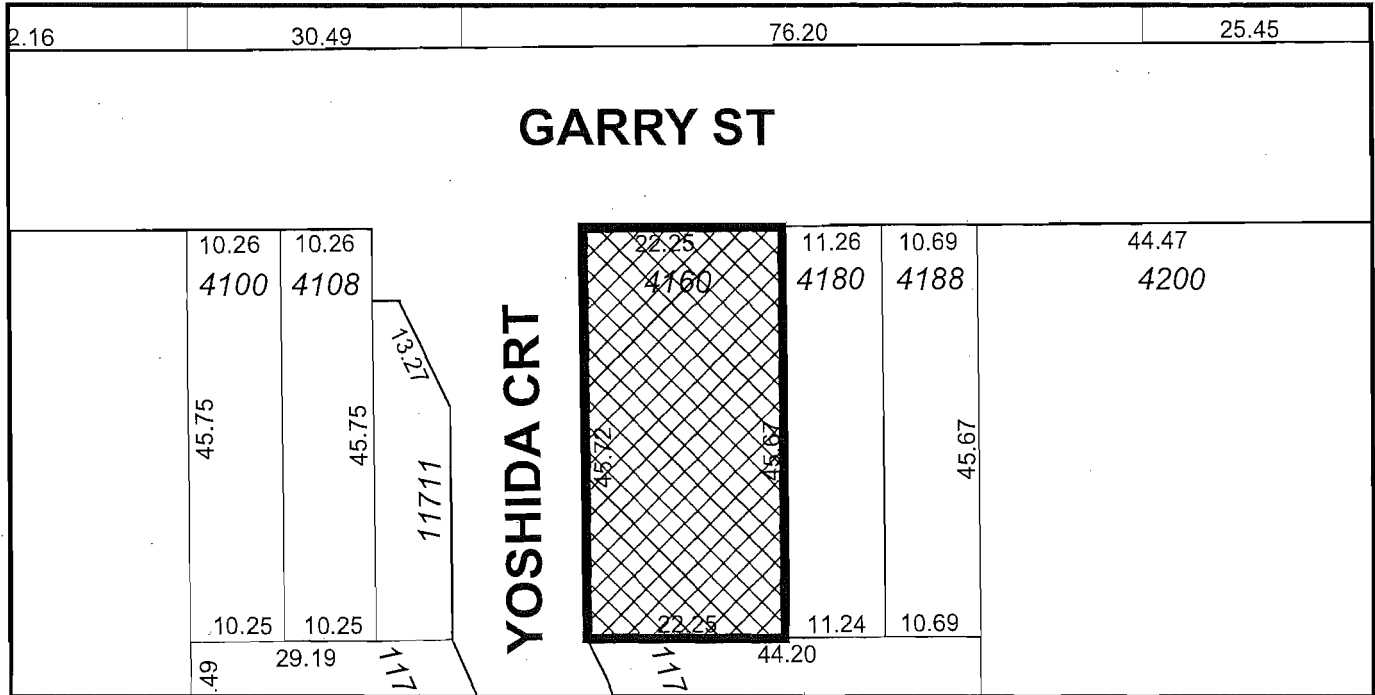 2.16 30.49 76.20 25.45
GARRY ST
10.26 10.26 22.25 11.26 10.69 44.47
4100 4108 4160 4180 4188 4200
13.27
YOSHIDA CRT
45.75 45.75 11711 45.72 45.67 45.67
10.25 10.25 22.25 11.24 10.69
29.19 44.20
.49 117 117